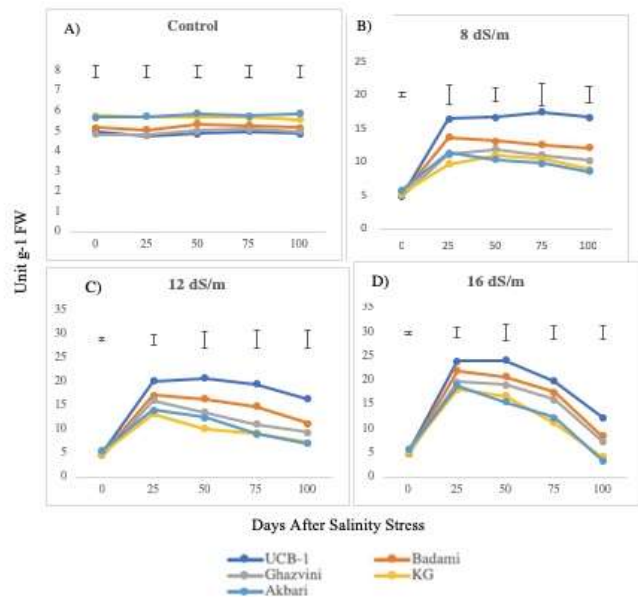 A) Control
8
7
6
5
4
3
2
1
0
0 25 50 75 100
B)
8 dS/m
25
20
15
10
5
0
0 25 50 75 100
Unit g-1 FW
C) 12 dS/m
35
30
25
20
15
10
5
0
0 25 50 75 100
D) 16 dS/m
35
30
25
20
15
10
5
0
0 25 50 75 100
Days After Salinity Stress
UCB-1 Badami
Ghazvini KG
Akbari